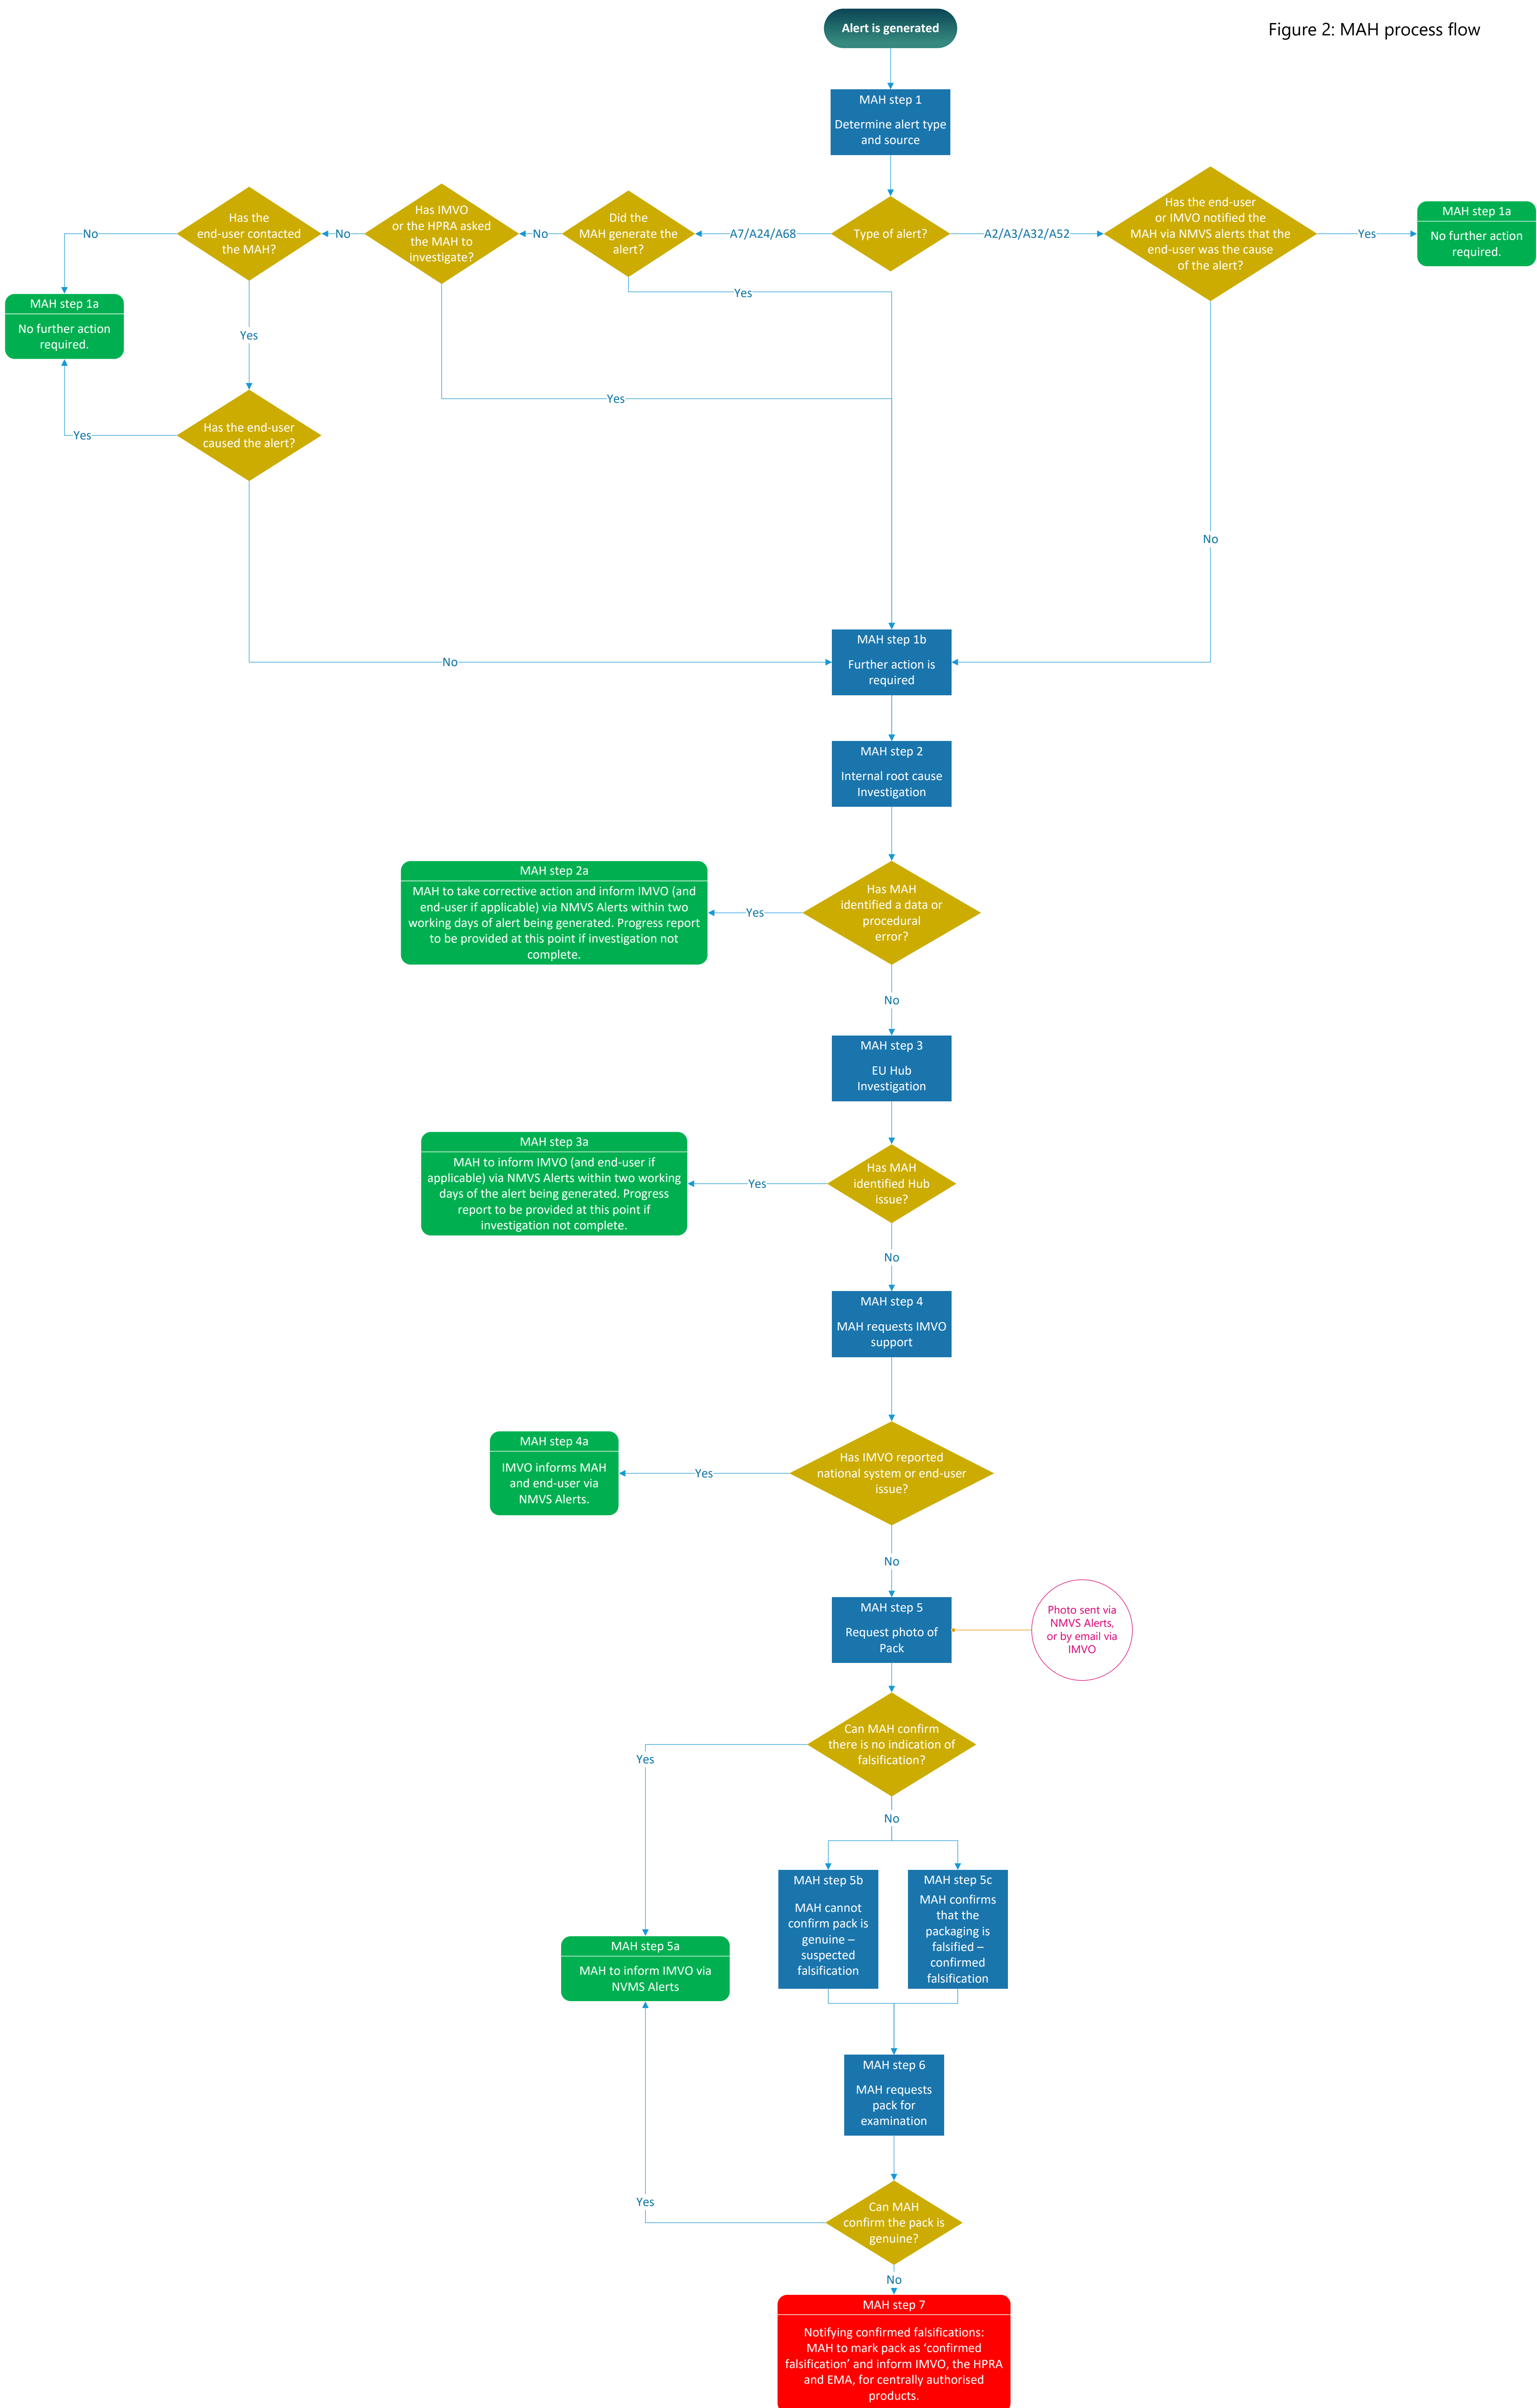 Alert is generated
Figure 2: MAH process flow
MAH step 1
Determine alert type
and source
Has the
end-user contacted
the MAH?
No
No
Has IMVO
or the HPRA asked
the MAH to
investigate?
No
Did the
MAH generate the
alert?
A7/A24/A68
Type of alert?
A2/A3/A32/A52
Has the end-user
or IMVO notified the
MAH via NMVS alerts that the
end-user was the cause
of the alert?
Yes
MAH step 1a
No further action
required.
MAH step 1a
No further action
required.
Yes
Yes
Yes
Has the end-user
caused the alert?
Yes
No
No
MAH step 1b
Further action is
required
MAH step 2
Internal root cause
Investigation
MAH step 2a
MAH to take corrective action and inform IMVO (and
end-user if applicable) via NMVS Alerts within two
working days of alert being generated. Progress report
to be provided at this point if investigation not
complete.
Yes
Has MAH
identified a data or
procedural
error?
No
MAH step 3
EU Hub
Investigation
MAH step 3a
MAH to inform IMVO (and end-user if
applicable) via NMVS Alerts within two working
days of the alert being generated. Progress
report to be provided at this point if
investigation not complete.
Yes
Has MAH
identified Hub
issue?
No
MAH step 4
MAH requests IMVO
support
MAH step 4a
IMVO informs MAH
and end-user via
NMVS Alerts.
Yes
Has IMVO reported
national system or end-user
issue?
No
MAH step 5
Request photo of
Pack
Photo sent via
NMVS Alerts,
or by email via
IMVO
Can MAH confirm
there is no indication of
falsification?
Yes
No
MAH step 5b
MAH cannot
confirm pack is
genuine –
suspected
falsification
MAH step 5c
MAH confirms
that the
packaging is
falsified –
confirmed
falsification
MAH step 5a
MAH to inform IMVO via
NVMS Alerts
MAH step 6
MAH requests
pack for
examination
Yes
Can MAH
confirm the pack is
genuine?
No
MAH step 7
Notifying confirmed falsifications:
MAH to mark pack as ‘confirmed
falsification’ and inform IMVO, the HPRA
and EMA, for centrally authorised
products.